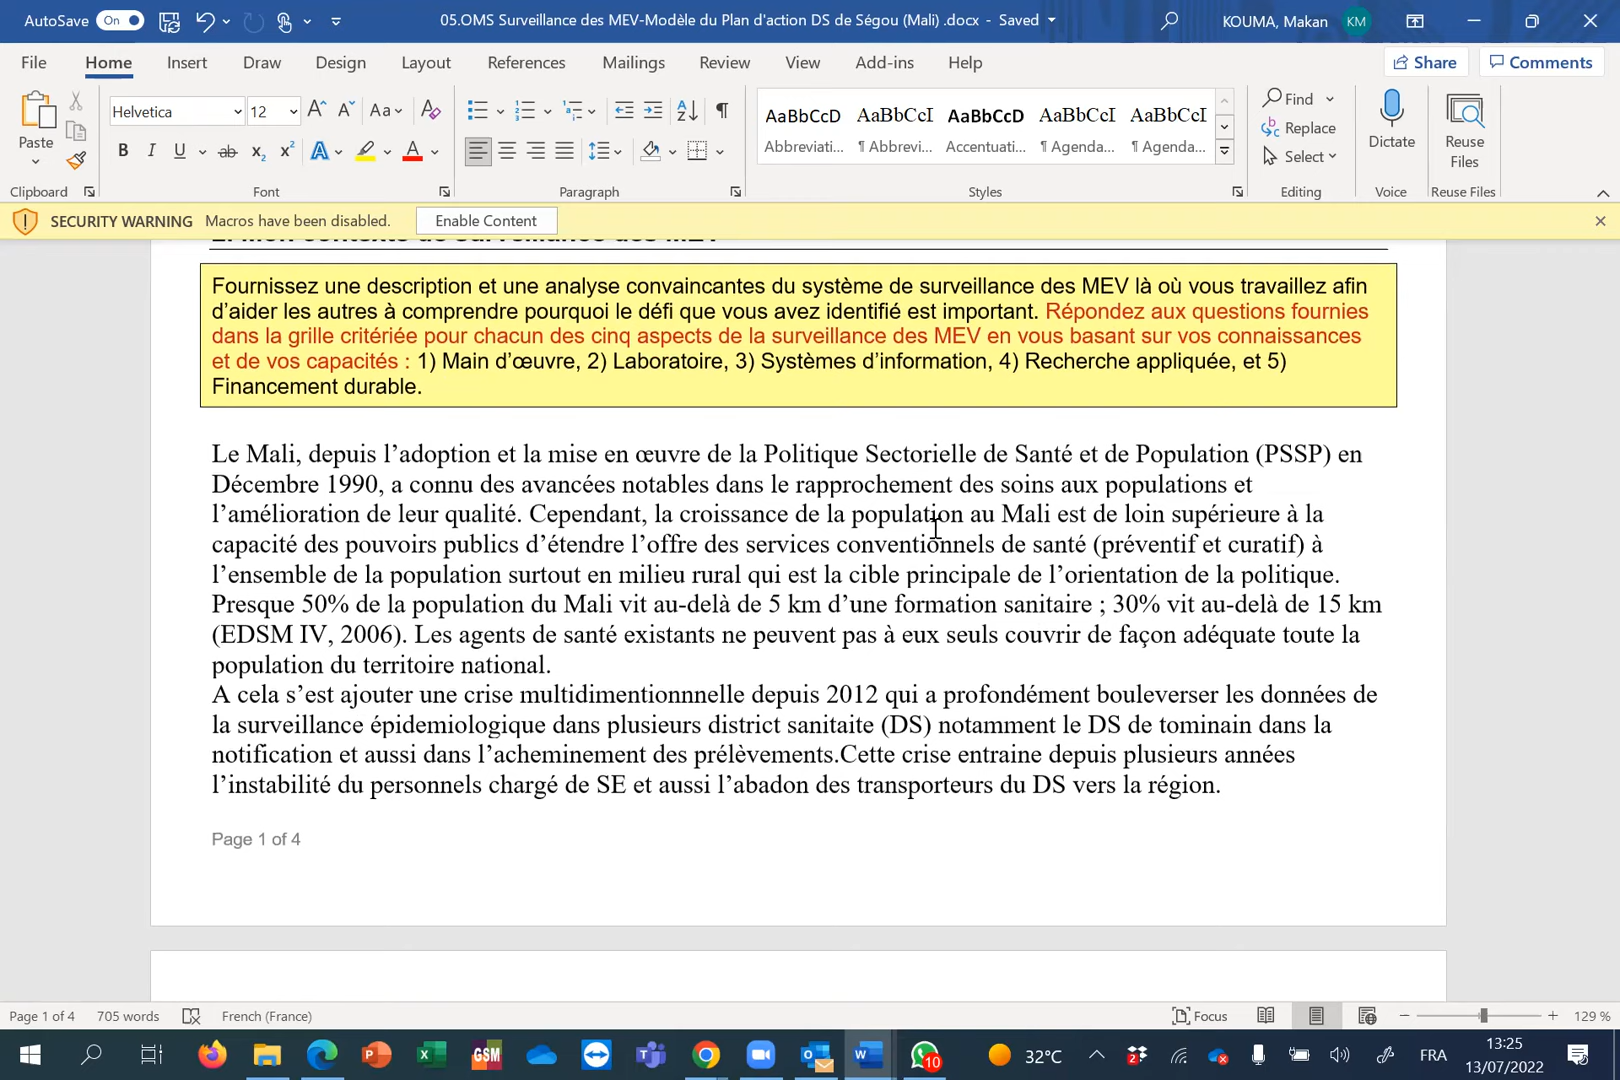 AutoSave On 05.OMS Surveillance des MEV-Modèle du Plan d'action DS de Ségou (Mali) .docx - Saved KOUMA, Makan KM
File Home Insert Draw Design Layout References Mailings Review View Add-ins Help Share Comments
Helvetica 12 Aa
AaBbCcD AaBbCcI AaBbCcD AaBbCcI AaBbCcI
Find
Paste
Replace
Dictate
Reuse Files
B I U ab x₂ x² A A
Abbreviati... ¶ Abbrevi... Accentuati... ¶ Agenda... ¶ Agenda...
Select
Clipboard Font Paragraph Styles Editing Voice Reuse Files
SECURITY WARNING Macros have been disabled. Enable Content
Fournissez une description et une analyse convaincantes du système de surveillance des MEV là où vous travaillez afin
d’aider les autres à comprendre pourquoi le défi que vous avez identifié est important. Répondez aux questions fournies
dans la grille critériée pour chacun des cinq aspects de la surveillance des MEV en vous basant sur vos connaissances
et de vos capacités : 1) Main d’œuvre, 2) Laboratoire, 3) Systèmes d’information, 4) Recherche appliquée, et 5)
Financement durable.
Le Mali, depuis l’adoption et la mise en œuvre de la Politique Sectorielle de Santé et de Population (PSSP) en
Décembre 1990, a connu des avancées notables dans le rapprochement des soins aux populations et
l’amélioration de leur qualité. Cependant, la croissance de la population au Mali est de loin supérieure à la
capacité des pouvoirs publics d’étendre l’offre des services conventionnels de santé (préventif et curatif) à
l’ensemble de la population surtout en milieu rural qui est la cible principale de l’orientation de la politique.
Presque 50% de la population du Mali vit au-delà de 5 km d’une formation sanitaire ; 30% vit au-delà de 15 km
(EDSM IV, 2006). Les agents de santé existants ne peuvent pas à eux seuls couvrir de façon adéquate toute la
population du territoire national.
A cela s’est ajouter une crise multidimentionnnelle depuis 2012 qui a profondément bouleverser les données de
la surveillance épidemiologique dans plusieurs district sanitaite (DS) notamment le DS de tominain dans la
notification et aussi dans l’acheminement des prélèvements.Cette crise entraine depuis plusieurs années
l’instabilité du personnels chargé de SE et aussi l’abadon des transporteurs du DS vers la région.
Page 1 of 4
Page 1 of 4 705 words French (France) Focus 129 %
GSM 10 2 32°C FRA 13:25
13/07/2022